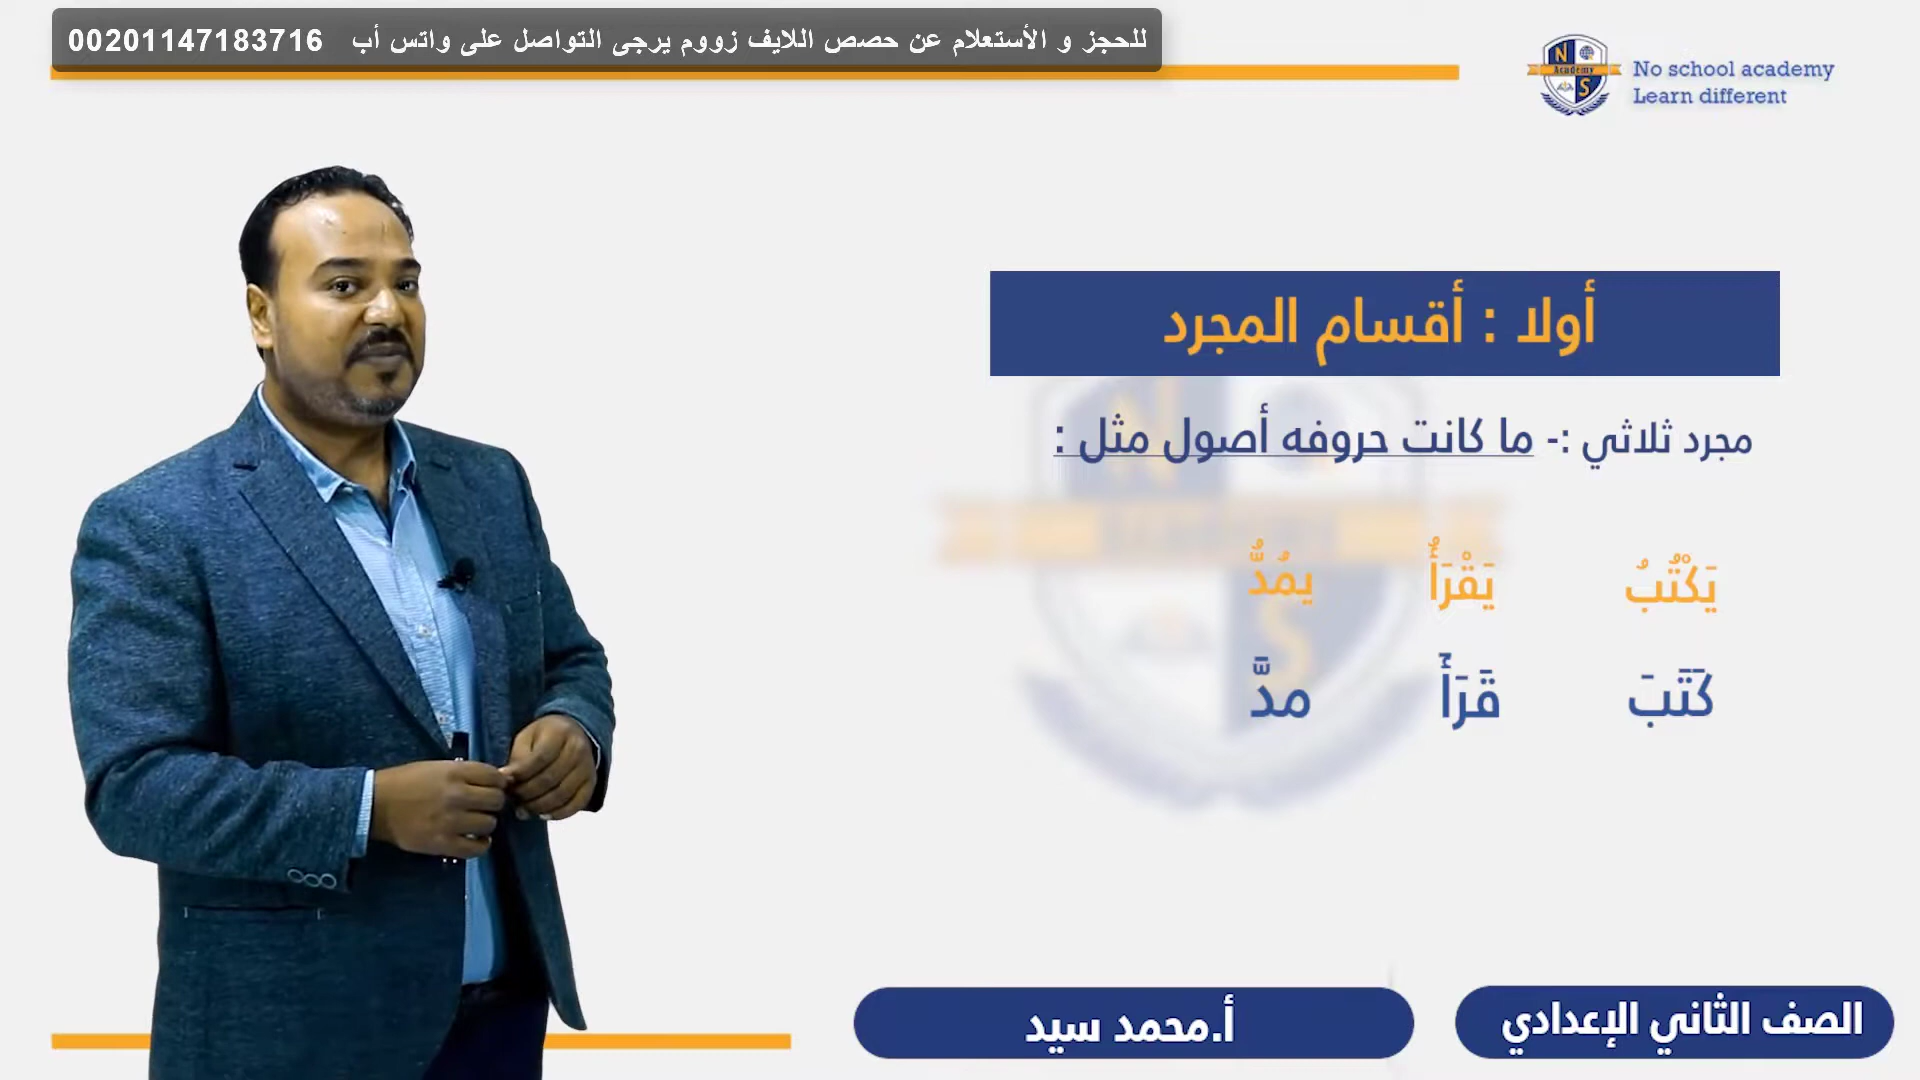 للحجز و الأستعلام عن حصص اللايف زووم يرجى التواصل على واتس أب 00201147183716
No school academy
Learn different
N
Academy
S
أولا : أقسام المجرد
مجرد ثلاثي :- ما كانت حروفه أصول مثل :
يَكْتُبُ يَقْرَأُ يمُدُّ
كَتَبَ قَرَأَ مدَّ
أ.محمد سيد
الصف الثاني الإعدادي